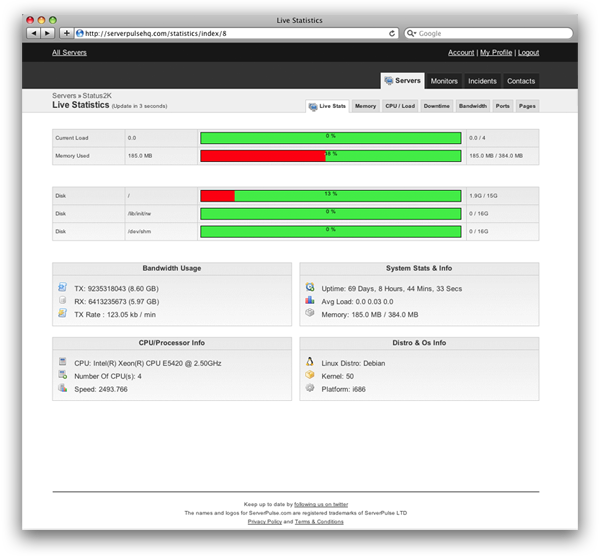 Live Statistics
http://serverpulsehq.com/statistics/index/8
Google
All Servers
Account | My Profile | Logout
Servers Monitors Incidents Contacts
Servers » Status2K
Live Statistics (Update in 3 seconds)
Live Stats Memory CPU / Load Downtime Bandwidth Ports Pages
Current Load 0.0 0 % 0.0 / 4
Memory Used 185.0 MB 185.0 MB / 384.0 MB
Disk / 13 % 1.9G / 15G
Disk /lib/init/rw 0 % 0 / 16G
Disk /dev/shm 0 % 0 / 16G
Bandwidth Usage
TX: 9235318043 (8.60 GB)
RX: 6413235673 (5.97 GB)
TX Rate : 123.05 kb / min
System Stats & Info
Uptime: 69 Days, 8 Hours, 44 Mins, 33 Secs
Avg Load: 0.0 0.03 0.0
Memory: 185.0 MB / 384.0 MB
CPU/Processor Info
CPU: Intel(R) Xeon(R) CPU E5420 @ 2.50GHz
Number Of CPU(s): 4
Speed: 2493.766
Distro & Os Info
Linux Distro: Debian
Kernel: 50
Platform: i686
Keep up to date by following us on twitter
The names and logos for ServerPulse.com are registered trademarks of ServerPulse LTD
Privacy Policy and Terms & Conditions